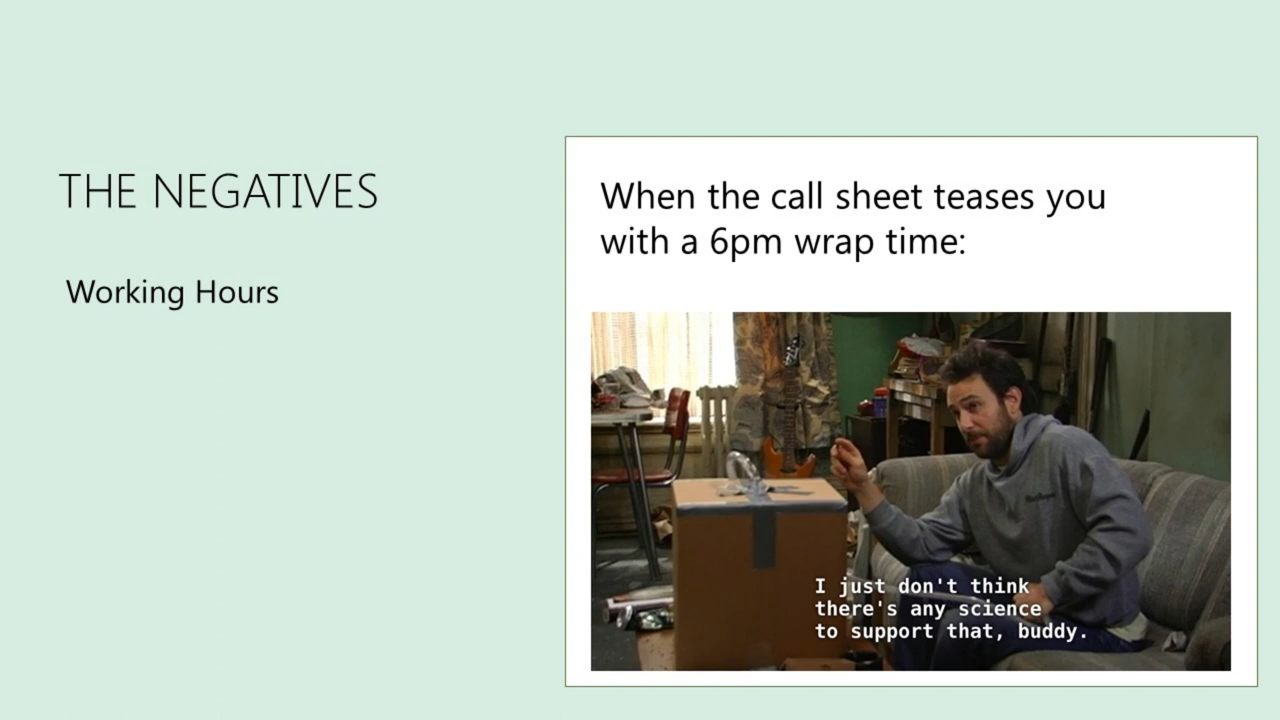 THE NEGATIVES
Working Hours
When the call sheet teases you
with a 6pm wrap time:
I just don't think
there's any science
to support that, buddy.